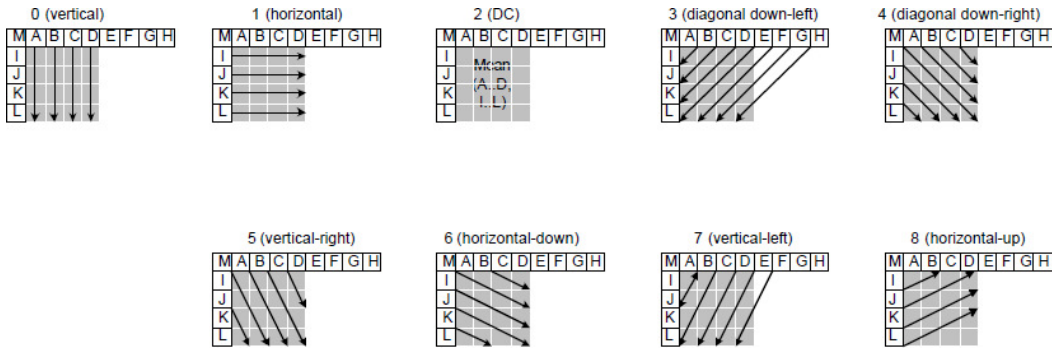 0 (vertical)
M A B C D E F G H
I
J
K
L
1 (horizontal)
M A B C D E F G H
I
J
K
L
2 (DC)
M A B C D E F G H
I
J
K
L
Mean
(A..D,
I..L)
3 (diagonal down-left)
M A B C D E F G H
I
J
K
L
4 (diagonal down-right)
M A B C D E F G H
I
J
K
L
5 (vertical-right)
M A B C D E F G H
I
J
K
L
6 (horizontal-down)
M A B C D E F G H
I
J
K
L
7 (vertical-left)
M A B C D E F G H
I
J
K
L
8 (horizontal-up)
M A B C D E F G H
I
J
K
L